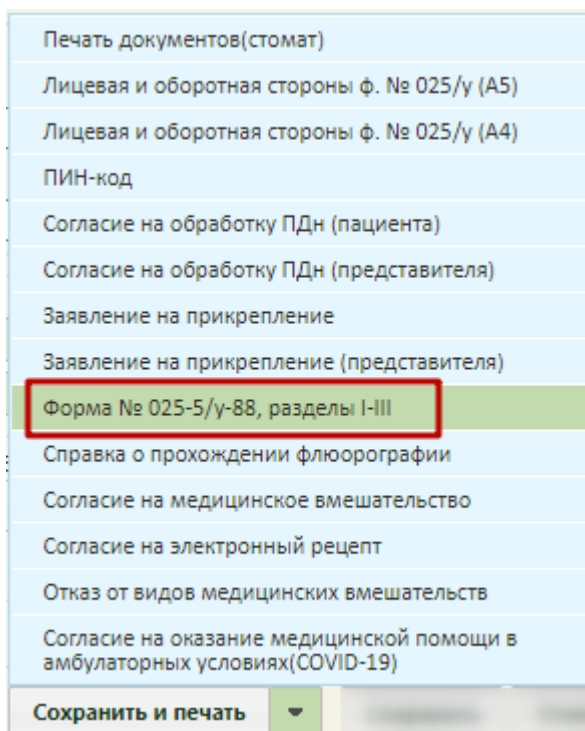 Печать документов(стомат)
Лицевая и оборотная стороны ф. № 025/у (А5)
Лицевая и оборотная стороны ф. № 025/у (А4)
ПИН-код
Согласие на обработку ПДн (пациента)
Согласие на обработку ПДн (представителя)
Заявление на прикрепление
Заявление на прикрепление (представителя)
Форма № 025-5/у-88, разделы I-III
Справка о прохождении флюорографии
Согласие на медицинское вмешательство
Согласие на электронный рецепт
Отказ от видов медицинских вмешательств
Согласие на оказание медицинской помощи в
амбулаторных условиях(COVID-19)
Сохранить и печать